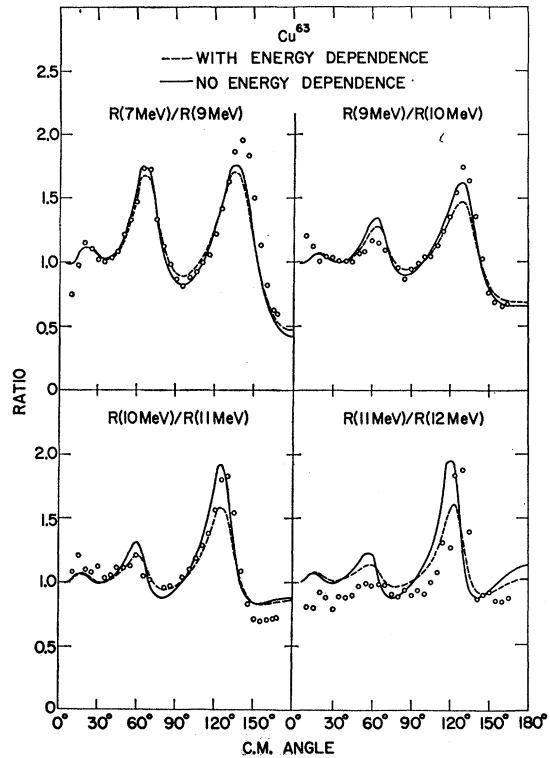 Cu63
WITH ENERGY DEPENDENCE
NO ENERGY DEPENDENCE
R(7MeV)/R(9MeV)
R(9MeV)/R(10MeV)
2.5
2.0
1.5
1.0
0.5
0
RATIO
R(10MeV)/R(11MeV)
R(11MeV)/R(12MeV)
2.0
1.5
1.0
0.5
0° 30° 60° 90° 120° 150° 0° 30° 60° 90° 120° 150° 180°
C.M. ANGLE